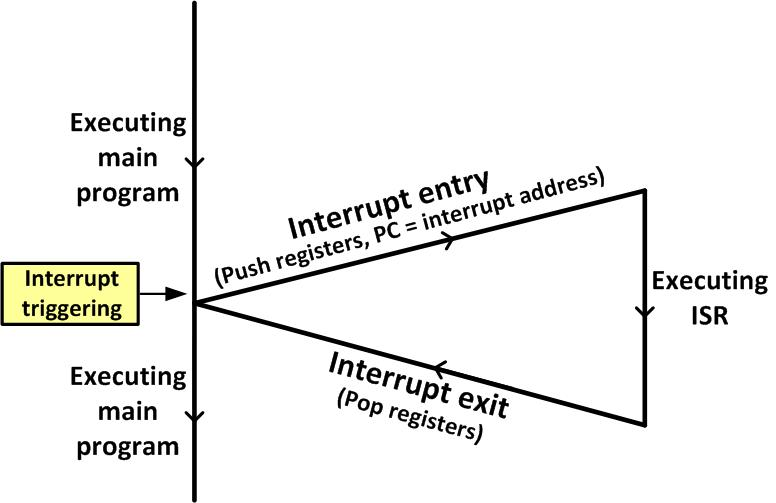 Executing
main
program
Interrupt entry
(Push registers, PC = interrupt address)
Interrupt
triggering
Executing
ISR
Interrupt exit
(Pop registers)
Executing
main
program